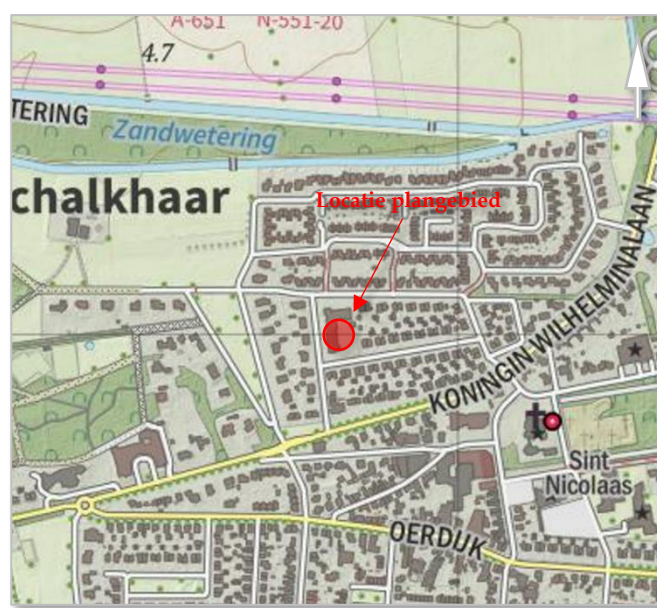 A-651 N-551-20
4.7
TERING
Zandwetering
chalkhaar
Locatie plangebied
KONINGIN WILHELMINALAAN
Sint
Nicolaas
OERDIJK